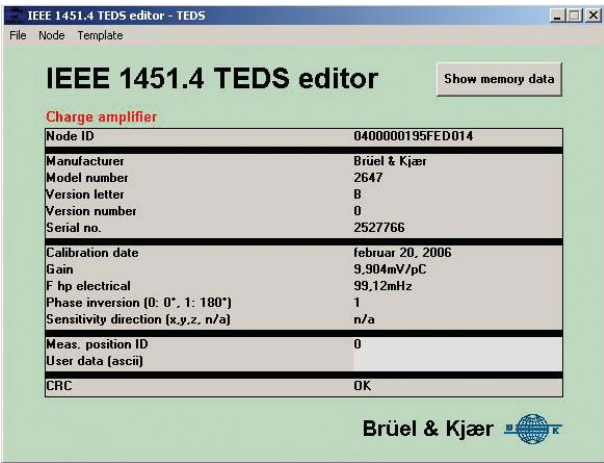 IEEE 1451.4 TEDS editor - TEDS
File Node Template
IEEE 1451.4 TEDS editor
Show memory data
Charge amplifier
Node ID 0400000195FED014
Manufacturer Brüel & Kjær
Model number 2647
Version letter B
Version number 0
Serial no. 2527766
Calibration date februar 20, 2006
Gain 9,904mV/pC
F hp electrical 99,12mHz
Phase inversion (0: 0°, 1: 180°) 1
Sensitivity direction (x,y,z, n/a) n/a
Meas. position ID 0
User data (ascii)
CRC OK
Brüel & Kjær B K